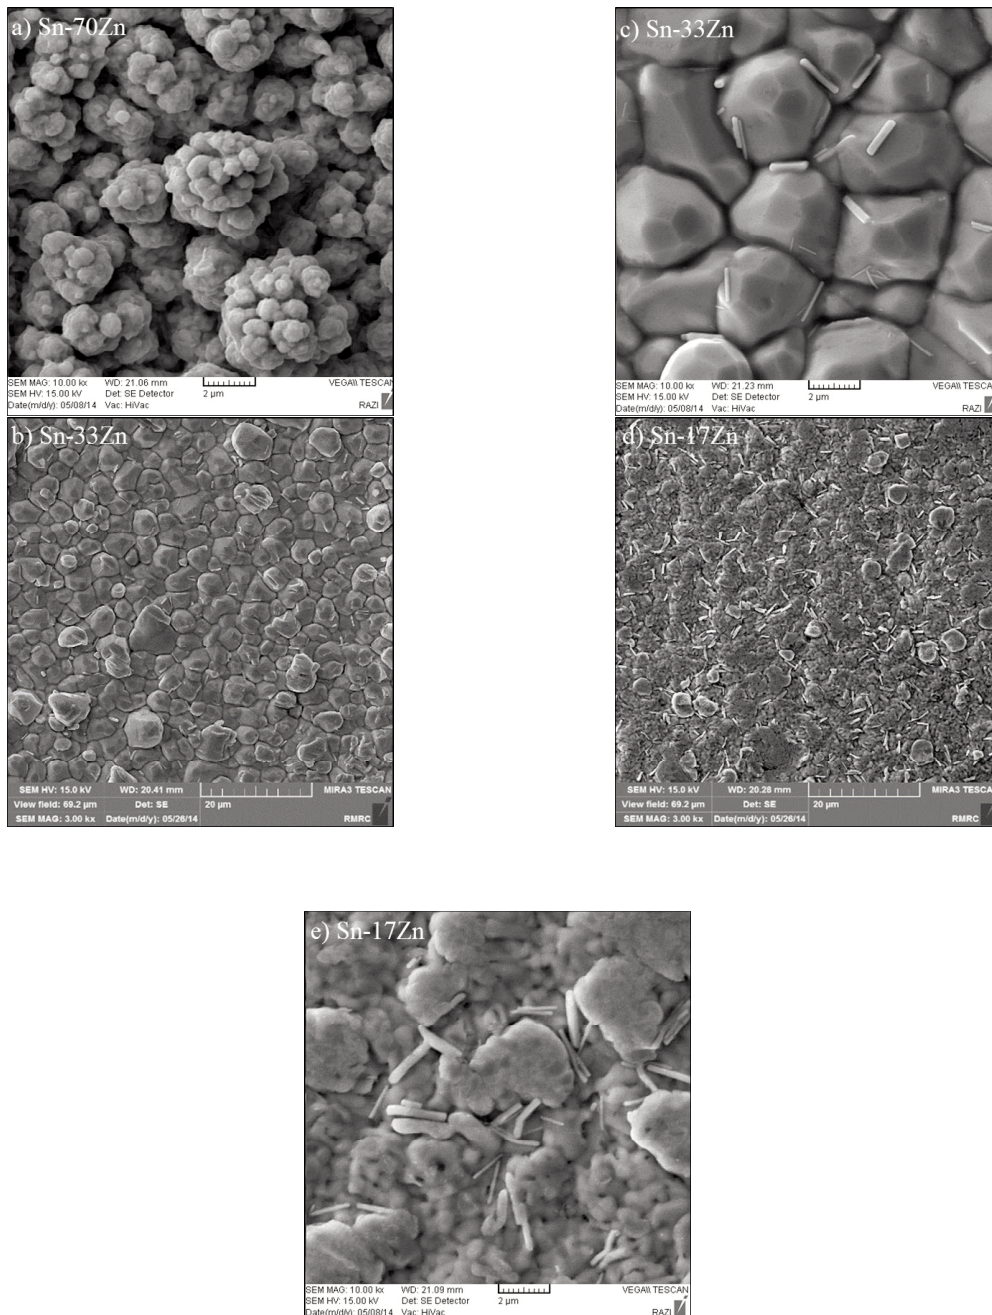 a) Sn-70Zn
SEM MAG: 10.00 kx WD: 21.06 mm 2 µm VEGA\\ TESCAN
SEM HV: 15.00 kV Det: SE Detector
Date(m/d/y): 05/08/14 Vac: HiVac RAZI
b) Sn-33Zn
SEM HV: 15.0 kV WD: 20.41 mm MIRA3 TESCAN
View field: 69.2 µm Det: SE 20 µm
SEM MAG: 3.00 kx Date(m/d/y): 05/26/14 RMRC
c) Sn-33Zn
SEM MAG: 10.00 kx WD: 21.23 mm VEGA\\ TESCAN
SEM HV: 15.00 kV Det: SE Detector 2 µm
Date(m/d/y): 05/08/14 Vac: HiVac RAZI
d) Sn-17Zn
SEM HV: 15.0 kV WD: 20.28 mm MIRA3 TESCAN
View field: 69.2 µm Det: SE 20 µm
SEM MAG: 3.00 kx Date(m/d/y): 05/26/14 RMRC
e) Sn-17Zn
SEM MAG: 10.00 kx WD: 21.09 mm VEGA\\ TESCAN
SEM HV: 15.00 kV Det: SE Detector 2 µm
Date(m/d/y): 05/08/14 Vac: HiVac RAZI